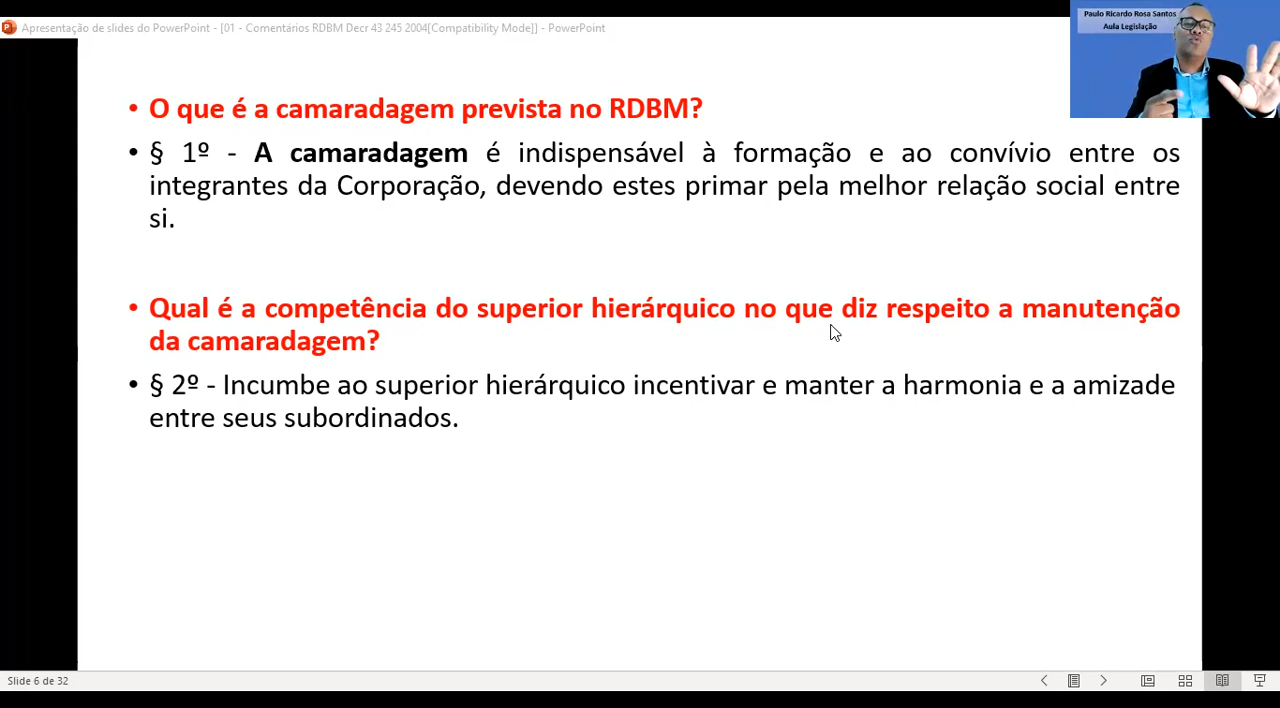 Apresentação de slides do PowerPoint - [01 - Comentários RDBM Decr 43 245 2004[Compatibility Mode]] - PowerPoint
Paulo Ricardo Rosa Santos
Aula Legislação
• O que é a camaradagem prevista no RDBM?
• § 1º - A camaradagem é indispensável à formação e ao convívio entre os
integrantes da Corporação, devendo estes primar pela melhor relação social entre
si.
• Qual é a competência do superior hierárquico no que diz respeito a manutenção
da camaradagem?
• § 2º - Incumbe ao superior hierárquico incentivar e manter a harmonia e a amizade
entre seus subordinados.
Slide 6 de 32